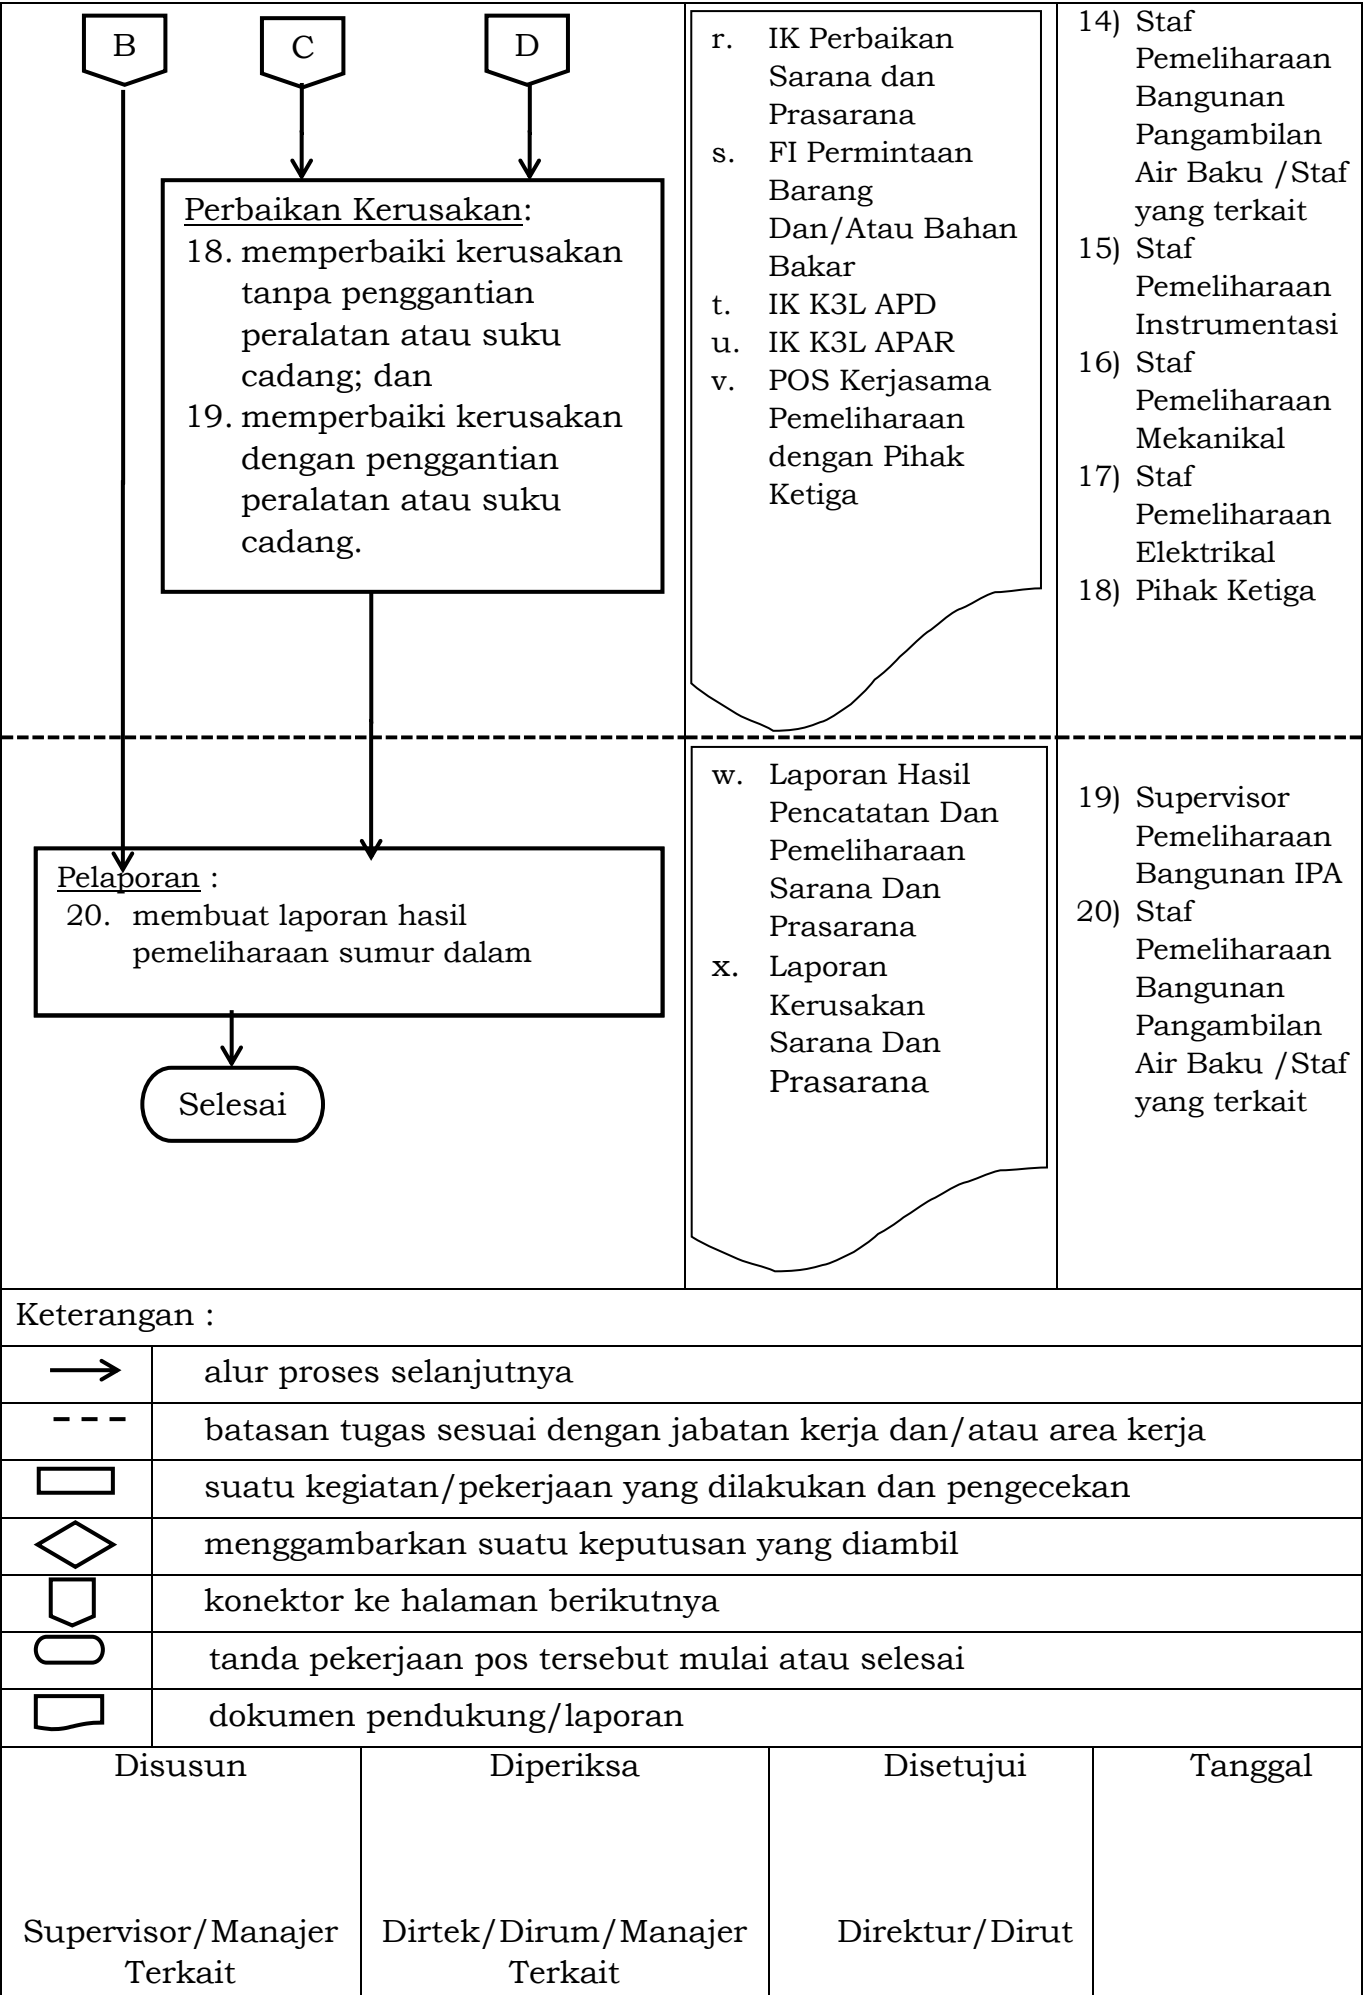 B
C
D
Perbaikan Kerusakan:
18. memperbaiki kerusakan
tanpa penggantian
peralatan atau suku
cadang; dan
19. memperbaiki kerusakan
dengan penggantian
peralatan atau suku
cadang.
r. IK Perbaikan
Sarana dan
Prasarana
s. FI Permintaan
Barang
Dan/Atau Bahan
Bakar
t. IK K3L APD
u. IK K3L APAR
v. POS Kerjasama
Pemeliharaan
dengan Pihak
Ketiga
14) Staf
Pemeliharaan
Bangunan
Pangambilan
Air Baku /Staf
yang terkait
15) Staf
Pemeliharaan
Instrumentasi
16) Staf
Pemeliharaan
Mekanikal
17) Staf
Pemeliharaan
Elektrikal
18) Pihak Ketiga
Pelaporan :
20. membuat laporan hasil
pemeliharaan sumur dalam
Selesai
w. Laporan Hasil
Pencatatan Dan
Pemeliharaan
Sarana Dan
Prasarana
x. Laporan
Kerusakan
Sarana Dan
Prasarana
19) Supervisor
Pemeliharaan
Bangunan IPA
20) Staf
Pemeliharaan
Bangunan
Pangambilan
Air Baku /Staf
yang terkait
Keterangan :
alur proses selanjutnya
batasan tugas sesuai dengan jabatan kerja dan/atau area kerja
suatu kegiatan/pekerjaan yang dilakukan dan pengecekan
menggambarkan suatu keputusan yang diambil
konektor ke halaman berikutnya
tanda pekerjaan pos tersebut mulai atau selesai
dokumen pendukung/laporan
Disusun
Supervisor/Manajer
Terkait
Diperiksa
Dirtek/Dirum/Manajer
Terkait
Disetujui
Direktur/Dirut
Tanggal